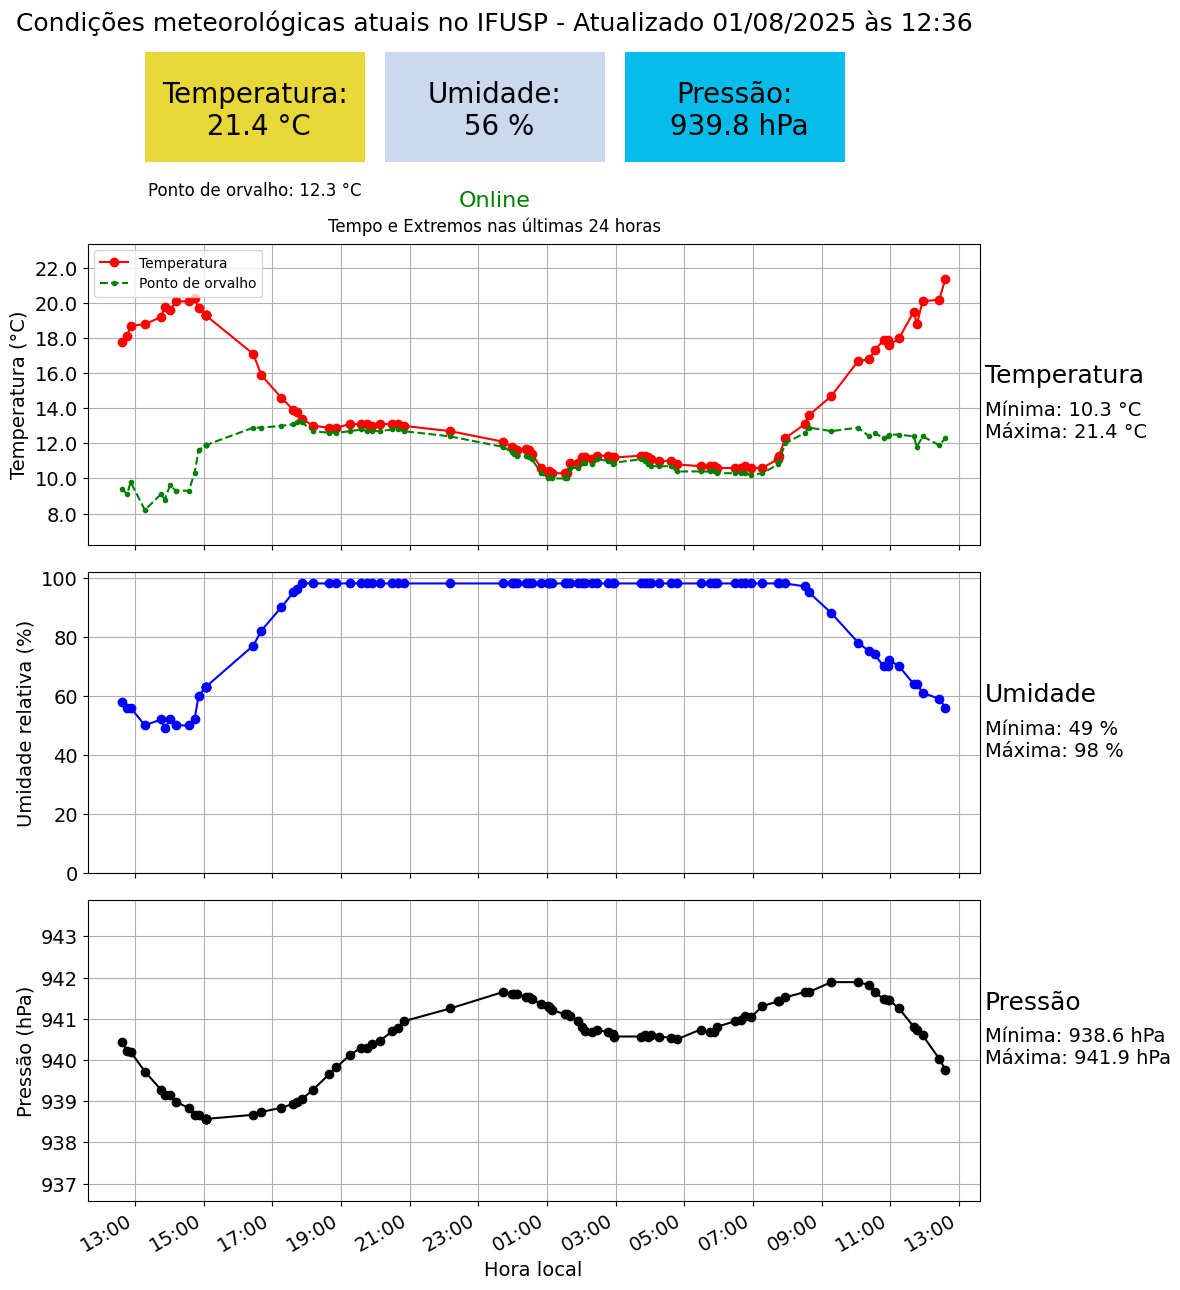 Condições meteorológicas atuais no IFUSP - Atualizado 01/08/2025 às 12:36
Temperatura:
21.4 °C
Umidade:
56 %
Pressão:
939.8 hPa
Ponto de orvalho: 12.3 °C
Online
Tempo e Extremos nas últimas 24 horas
Temperatura
Ponto de orvalho
Temperatura (°C)
22.0
20.0
18.0
16.0
14.0
12.0
10.0
8.0
Temperatura
Mínima: 10.3 °C
Máxima: 21.4 °C
Umidade relativa (%)
100
80
60
40
20
0
Umidade
Mínima: 49 %
Máxima: 98 %
Pressão (hPa)
943
942
941
940
939
938
937
Pressão
Mínima: 938.6 hPa
Máxima: 941.9 hPa
13:00 15:00 17:00 19:00 21:00 23:00 01:00 03:00 05:00 07:00 09:00 11:00 13:00
Hora local